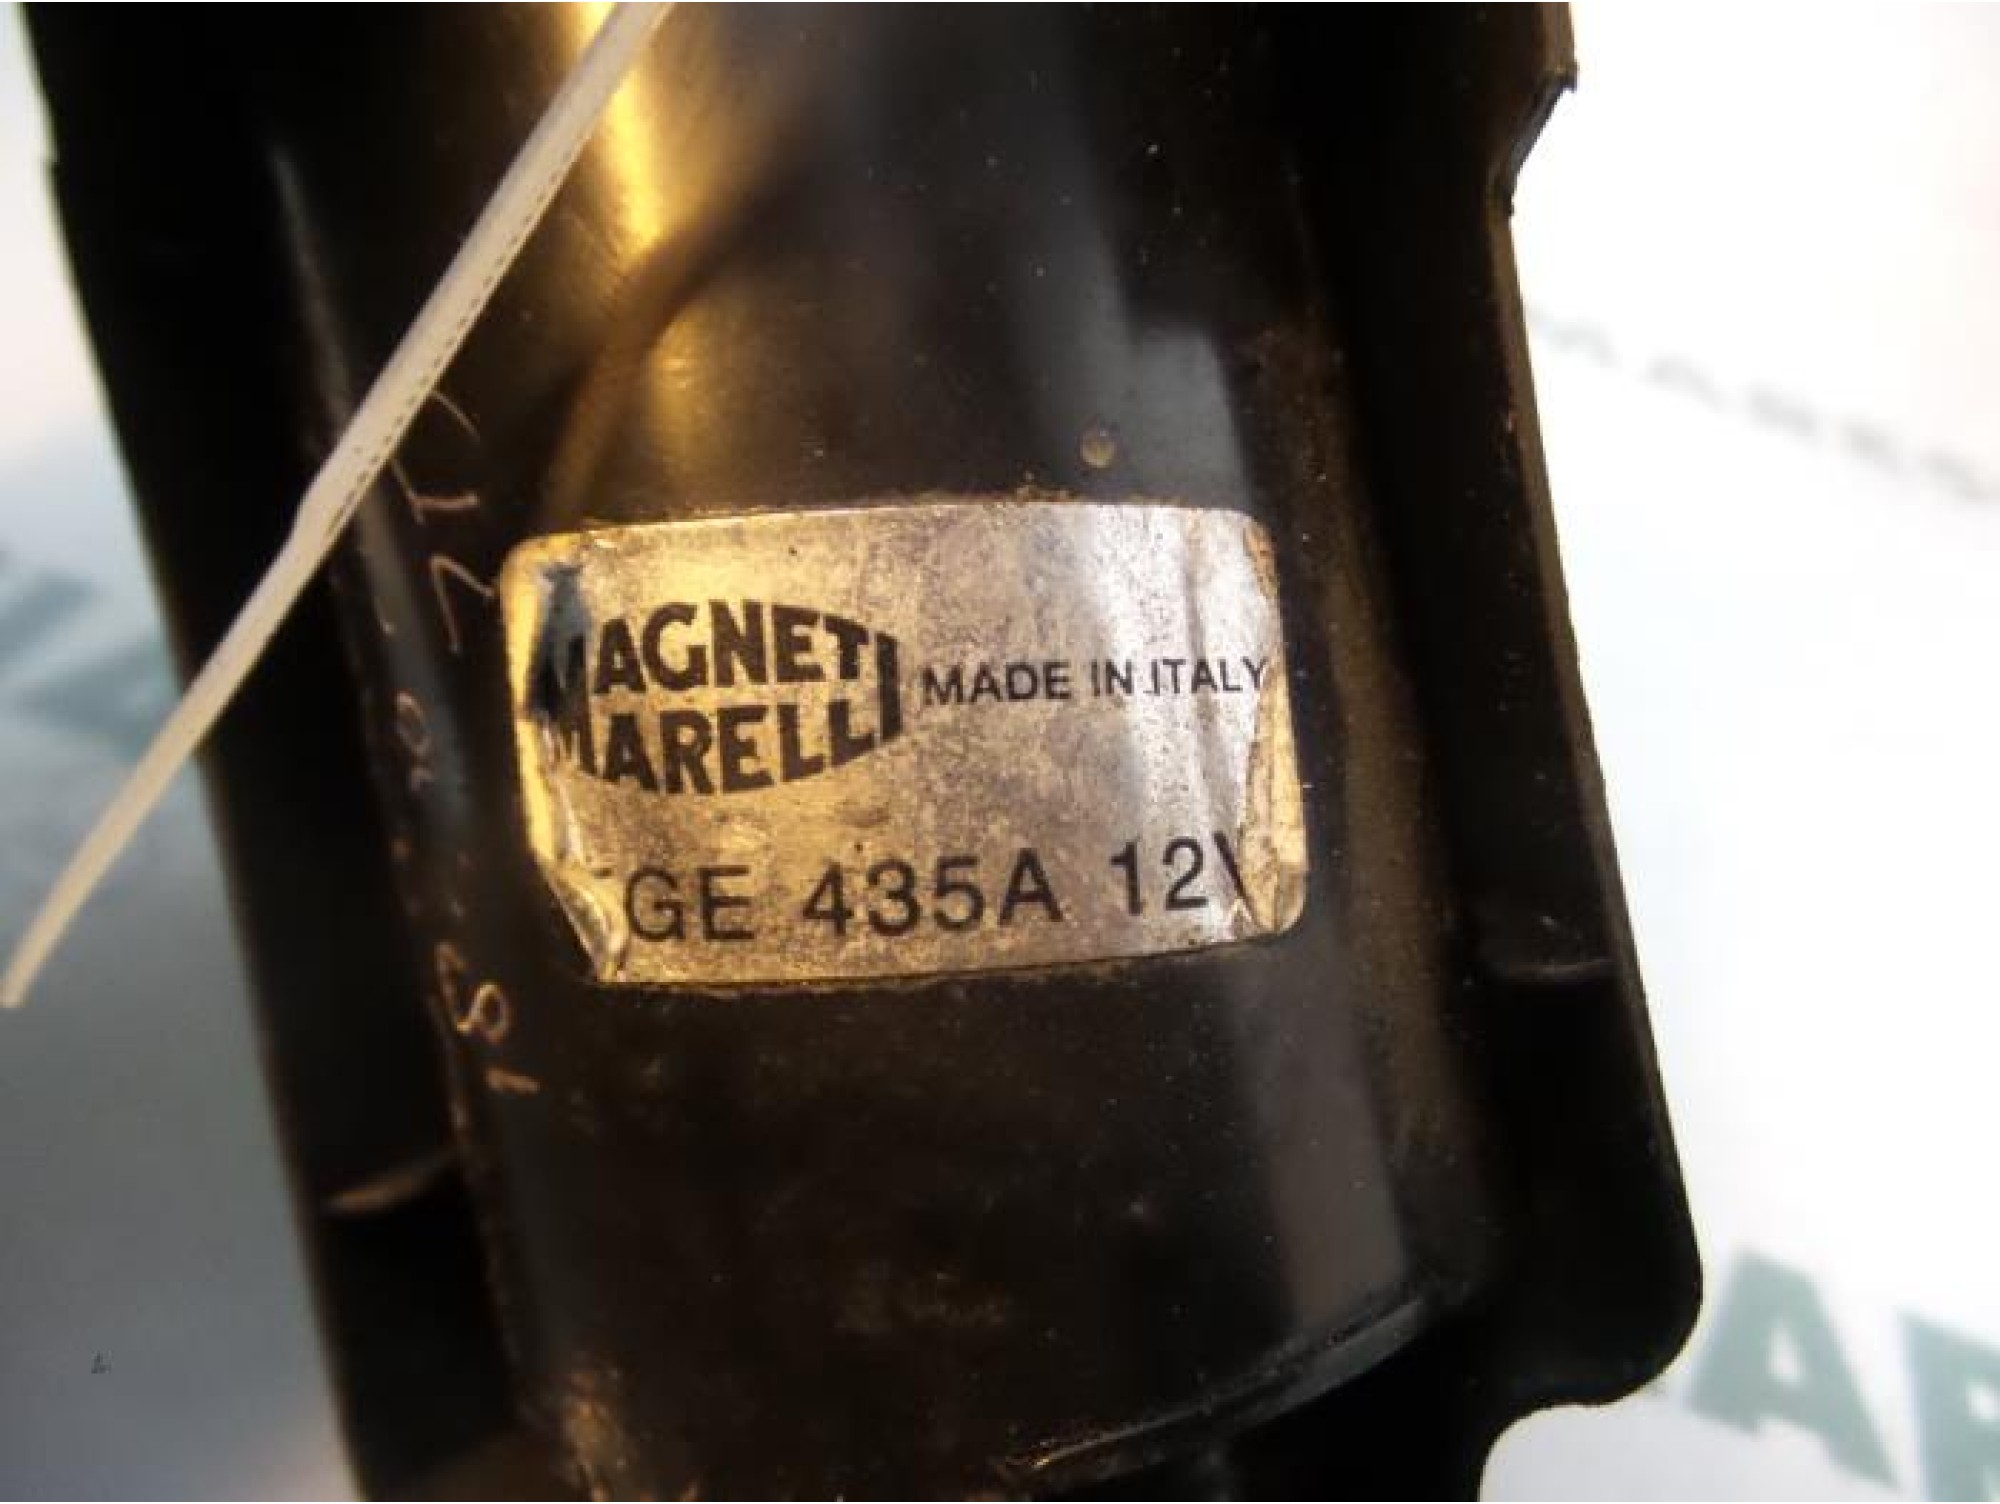 MAGNETI
MARELLI
MADE IN ITALY
GE 435A 12V